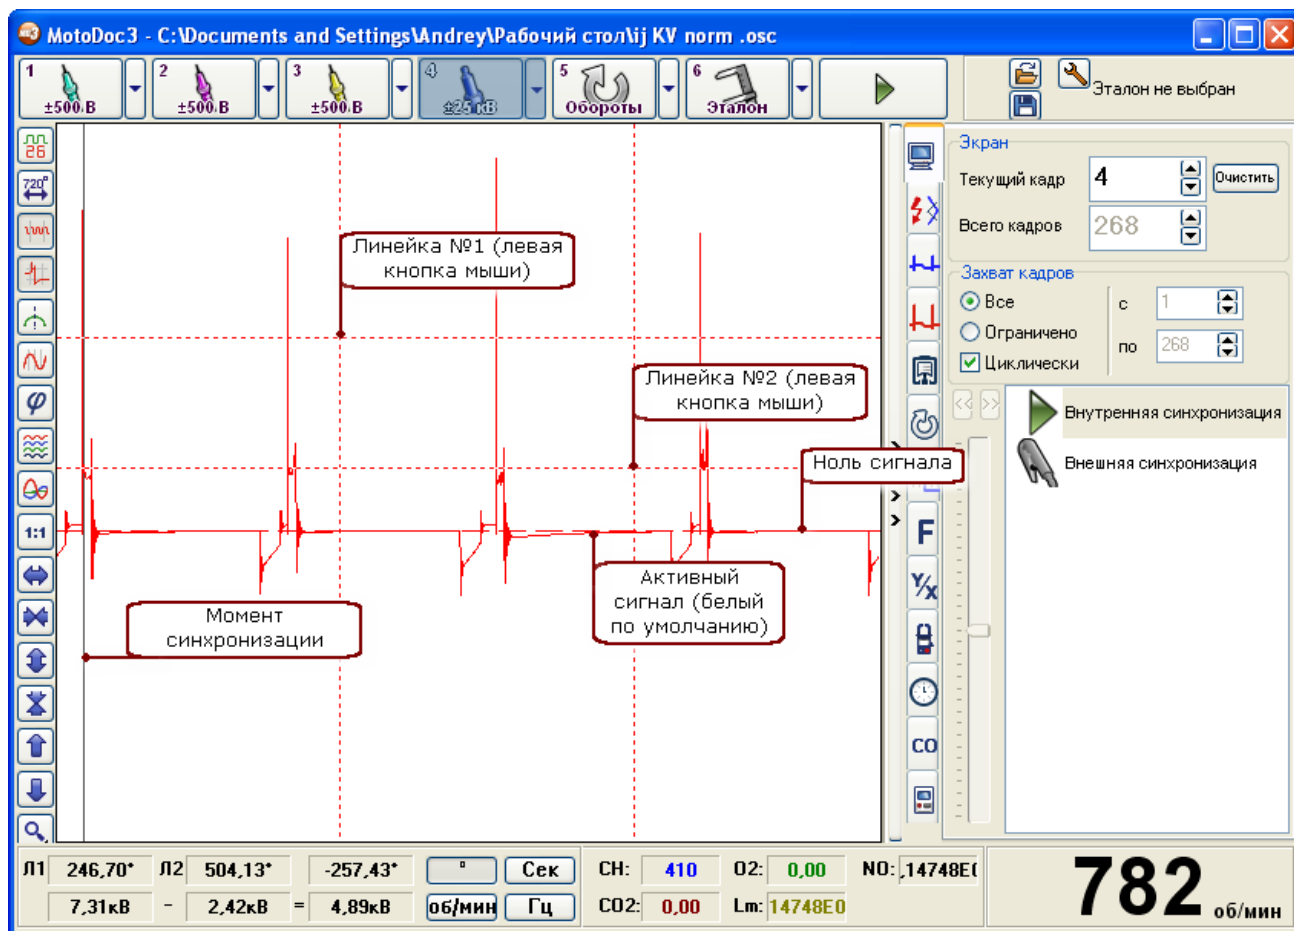 MotoDoc3 - C:\Documents and Settings\Andrey\Рабочий стол\ij KV norm .osc
1 ±500 В
2 ±500 В
3 ±500 В
4 ±25 кВ
5 Обороты
6 Эталон
Эталон не выбран
26
720°
φ
1:1
Линейка №1 (левая
кнопка мыши)
Линейка №2 (левая
кнопка мыши)
Ноль сигнала
Активный
сигнал (белый
по умолчанию)
Момент
синхронизации
F
Y/X
CO
Экран
Текущий кадр 4 Очистить
Всего кадров 268
Захват кадров
Все с 1
Ограничено
по 268
Циклически
<< >>
Внутренняя синхронизация
Внешняя синхронизация
Л1 246,70° Л2 504,13° -257,43° ° Сек
7,31кВ - 2,42кВ = 4,89кВ об/мин Гц
CH: 410 O2: 0,00 NO: ,14748E(
CO2: 0,00 Lm: 14748E0
782 об/мин